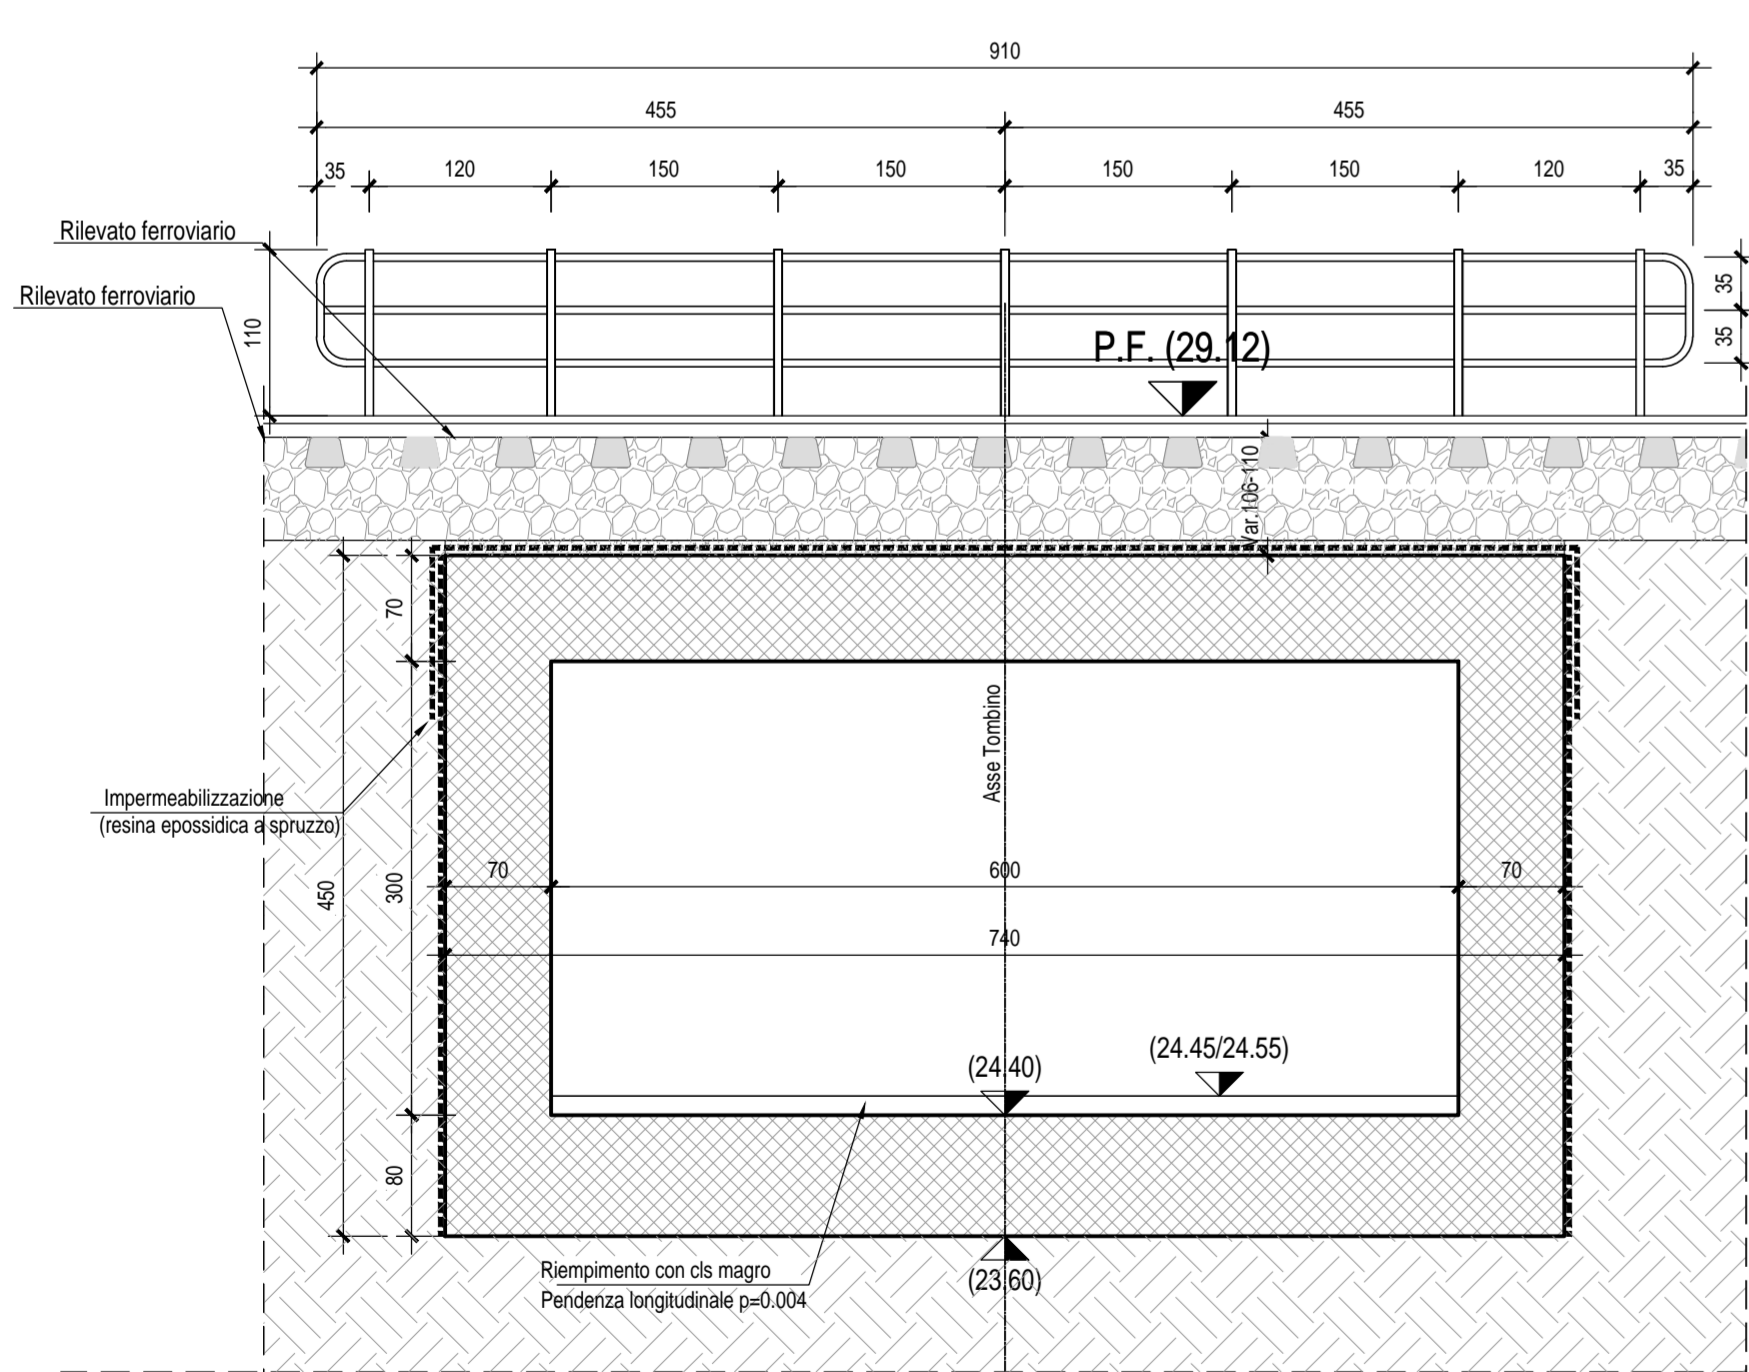 910
455 455
35 120 150 150 150 150 120 35
Rilevato ferroviario
Rilevato ferroviario
110
35
35
P.F. (29.12)
Var.106-110
70
Asse Tombino
Impermeabilizzazione
(resina epossidica a spruzzo)
450
300
70 600 70
740
(24.45/24.55)
(24.40)
80
Riempimento con cls magro
Pendenza longitudinale p=0.004
(23.60)